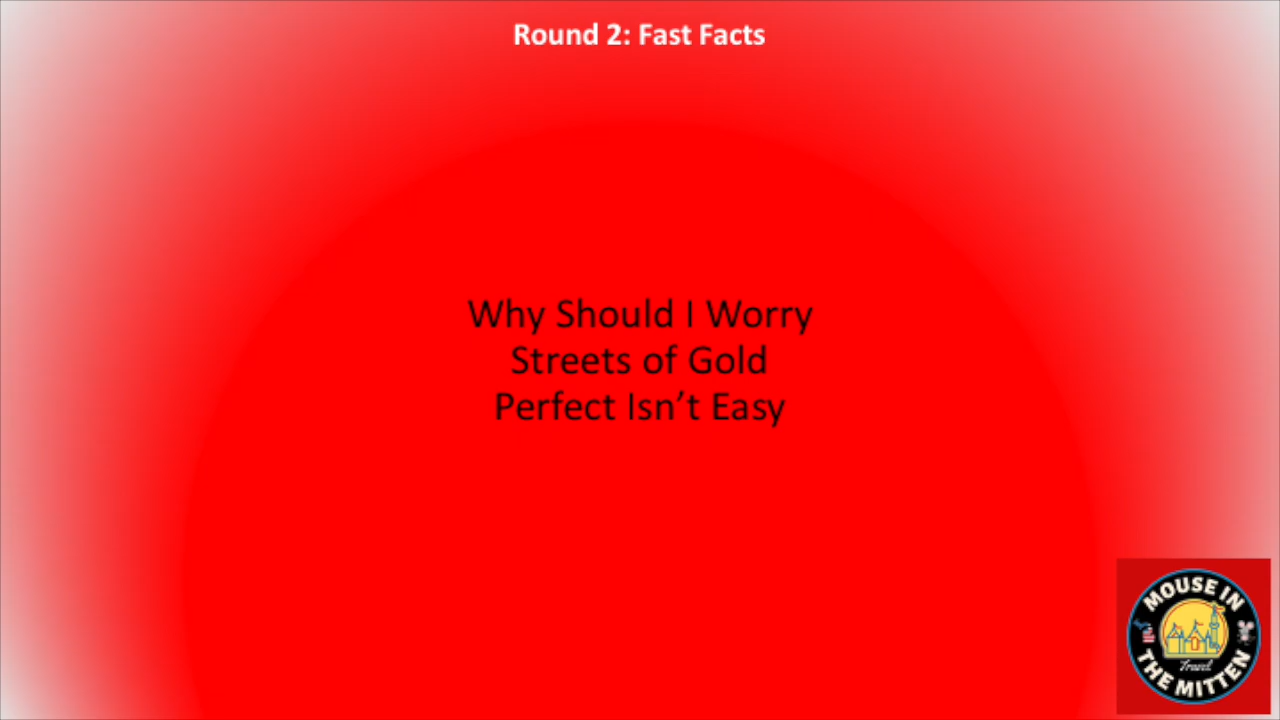 Round 2: Fast Facts
Why Should I Worry
Streets of Gold
Perfect Isn’t Easy
MOUSE IN
Travel
THE MITTEN